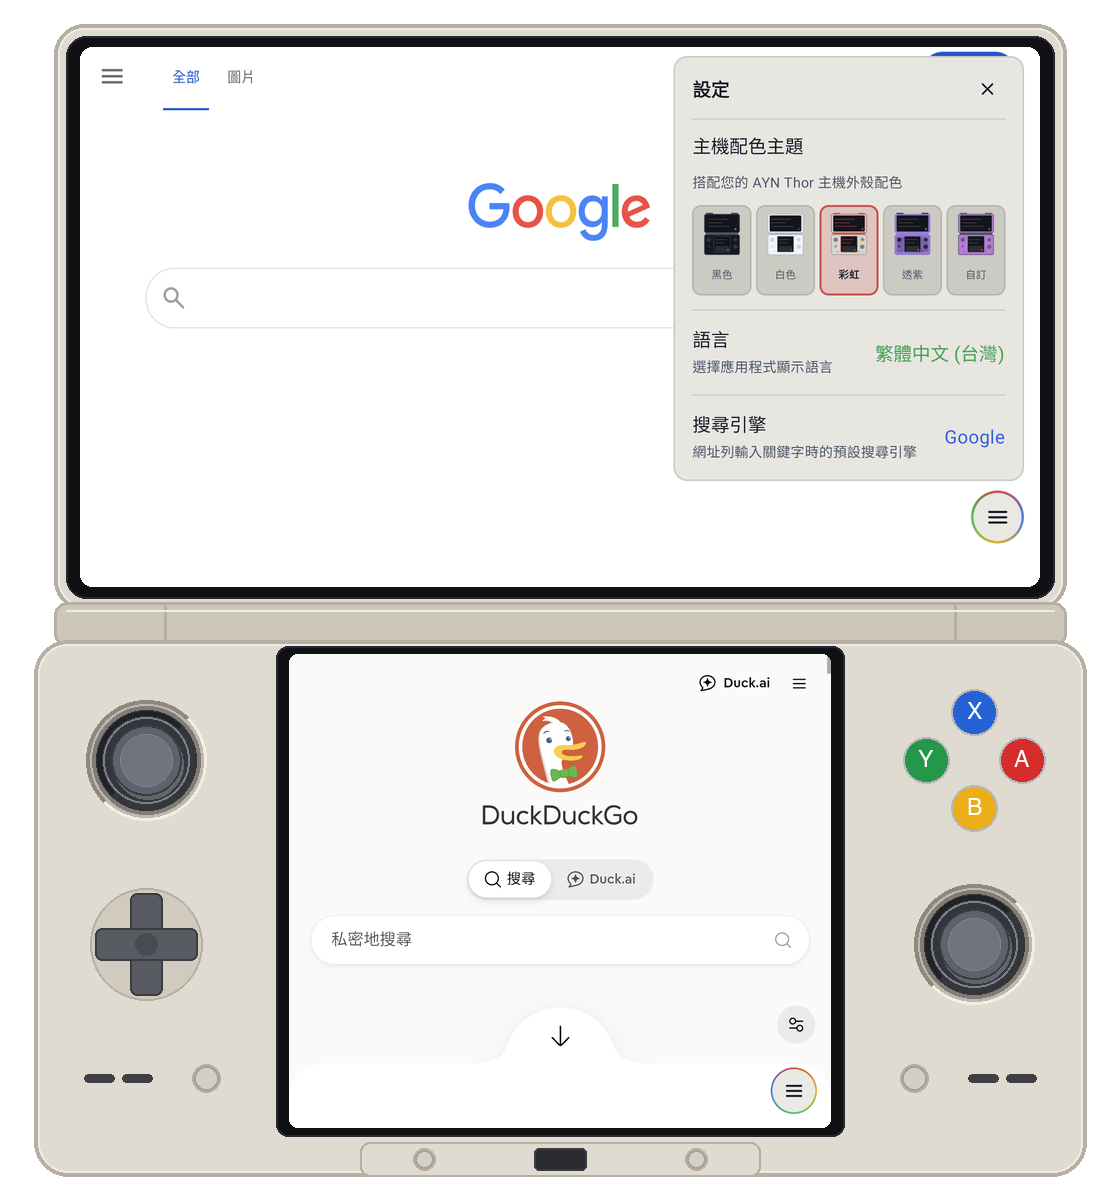 全部 圖片
Google
設定
主機配色主題
搭配您的 AYN Thor 主機外殼配色
黑色 白色 彩虹 透紫 自訂
語言
選擇應用程式顯示語言
繁體中文 (台灣)
搜尋引擎
網址列輸入關鍵字時的預設搜尋引擎
Google
Duck.ai
DuckDuckGo
搜尋 Duck.ai
私密地搜尋
X
Y A
B